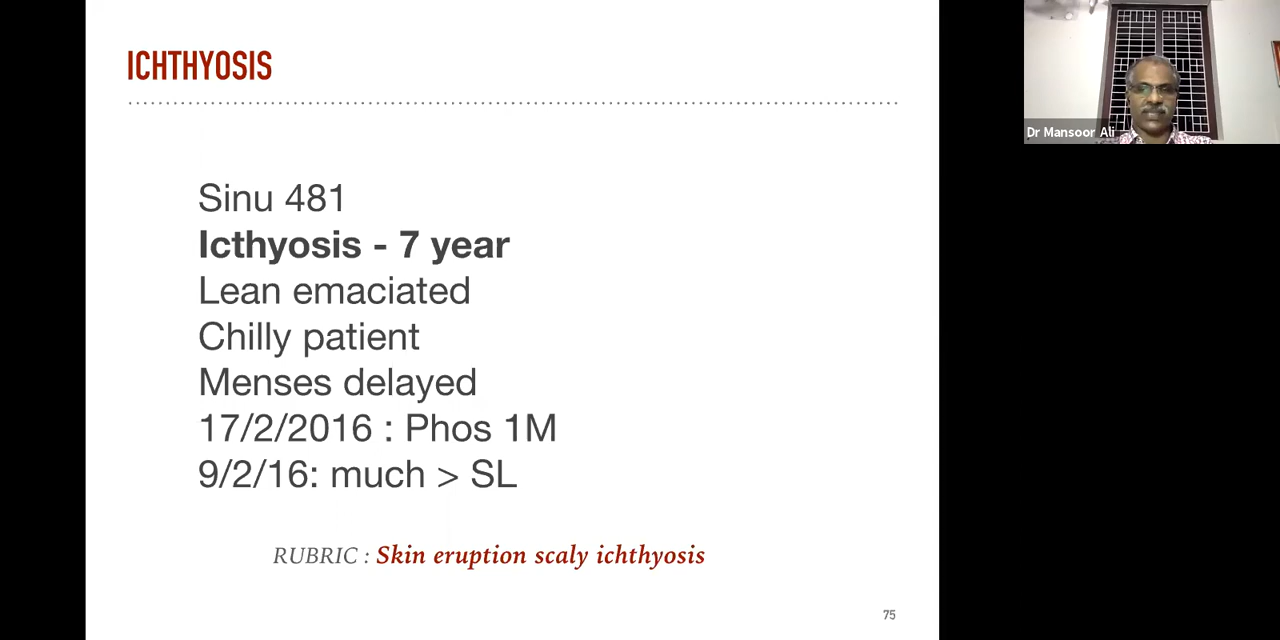 ICHTHYOSIS
Sinu 481
Icthyosis - 7 year
Lean emaciated
Chilly patient
Menses delayed
17/2/2016 : Phos 1M
9/2/16: much > SL
RUBRIC : Skin eruption scaly ichthyosis
75
Dr Mansoor Ali